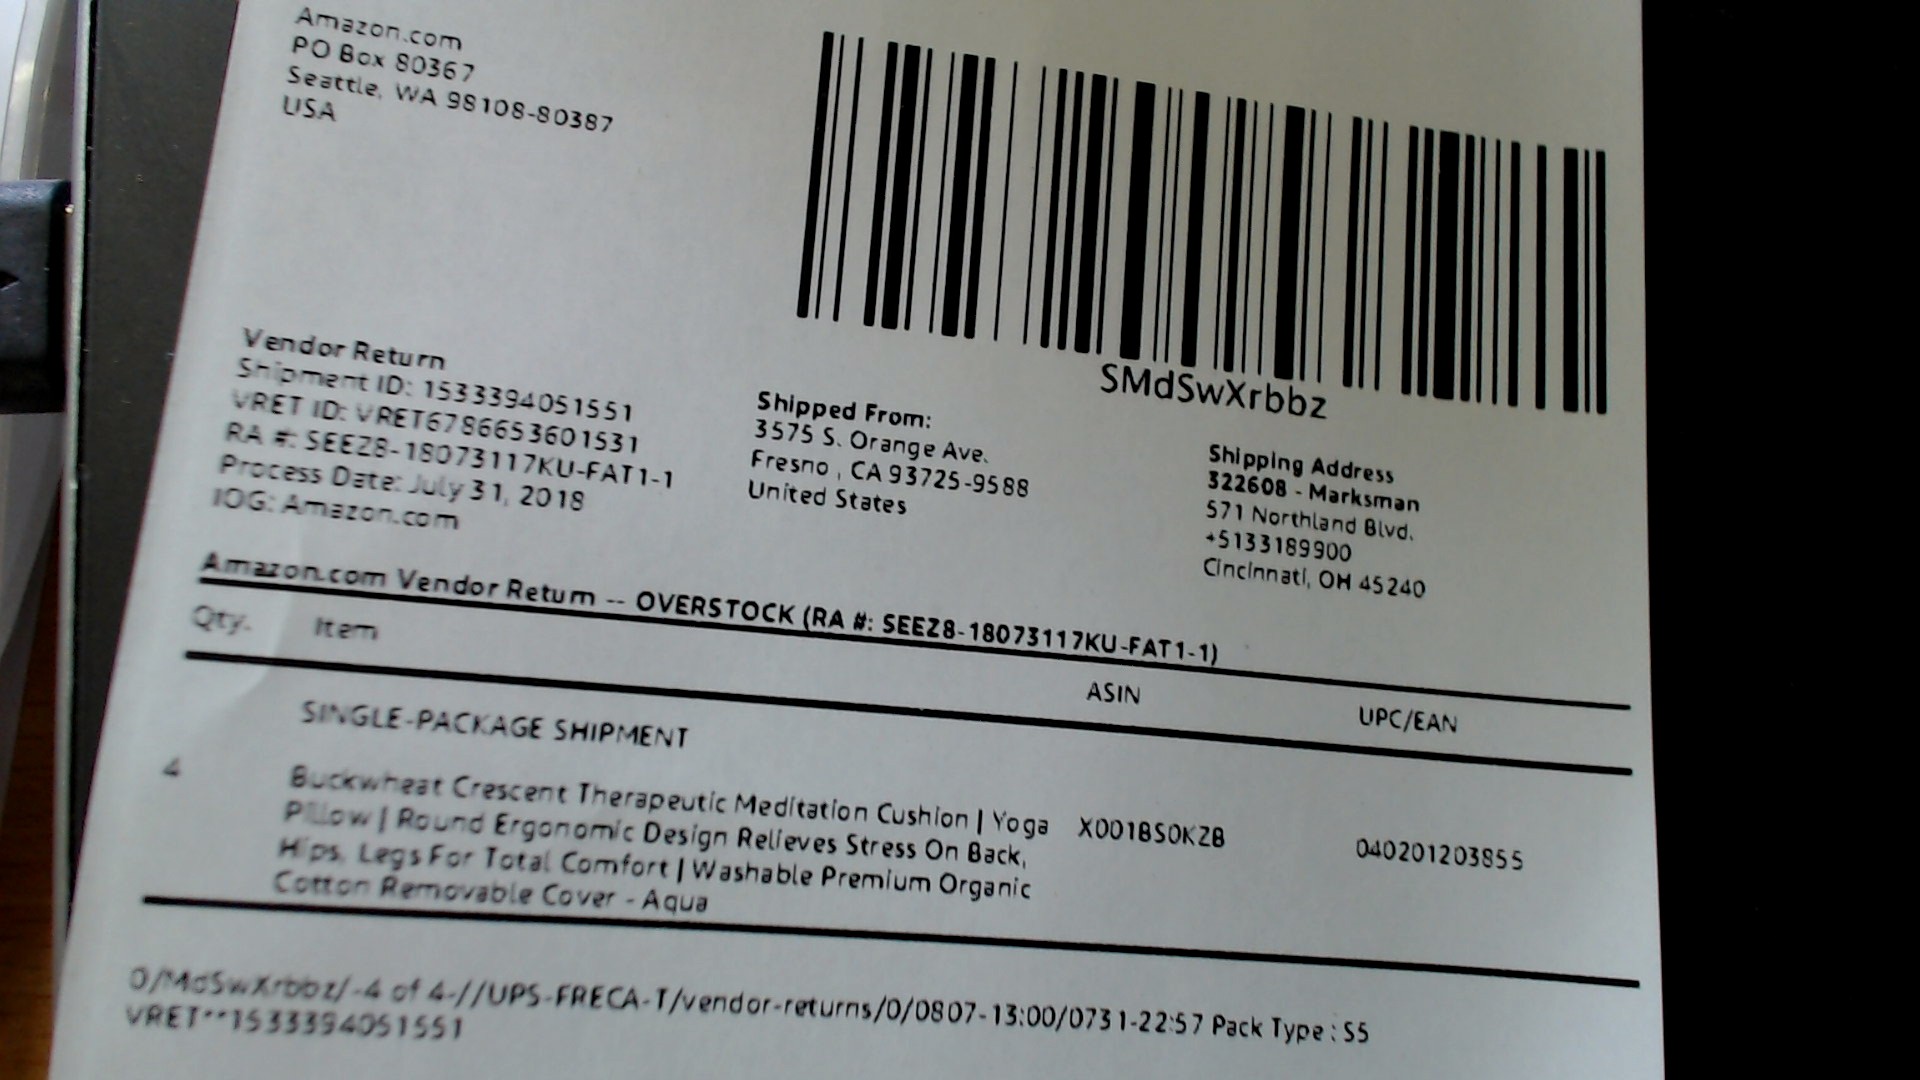 Amazon.com
PO Box 80367
Seattle, WA 98108-80387
USA
SMdSwXrbbz
Vendor Return
Shipment ID: 1533394051551
VRET ID: VRET6786653601531
RA #: SEEZ8-18073117KU-FAT1-1
Process Date: July 31, 2018
IOG: Amazon.com
Shipped From:
3575 S. Orange Ave.
Fresno , CA 93725-9588
United States
Shipping Address
322608 - Marksman
571 Northland Blvd.
+5133189900
Cincinnati, OH 45240
Amazon.com Vendor Return -- OVERSTOCK (RA #: SEEZ8-18073117KU-FAT1-1)
Qty. Item ASIN UPC/EAN
SINGLE-PACKAGE SHIPMENT
4 Buckwheat Crescent Therapeutic Meditation Cushion | Yoga X001BS0KZB 040201203855
Pillow | Round Ergonomic Design Relieves Stress On Back,
Hips, Legs For Total Comfort | Washable Premium Organic
Cotton Removable Cover - Aqua
0/MdSwXrbbz/-4 of 4-//UPS-FRECA-T/vendor-returns/0/0807-13:00/0731-22:57 Pack Type : S5
VRET**1533394051551